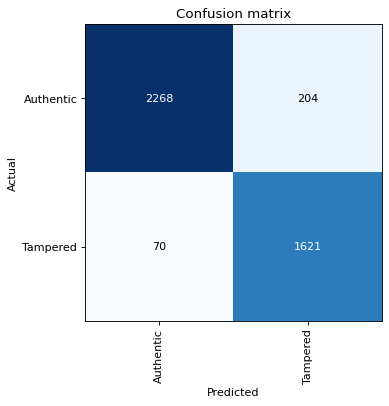 Confusion matrix
Actual
Authentic
2268
204
Tampered
70
1621
Authentic
Tampered
Predicted